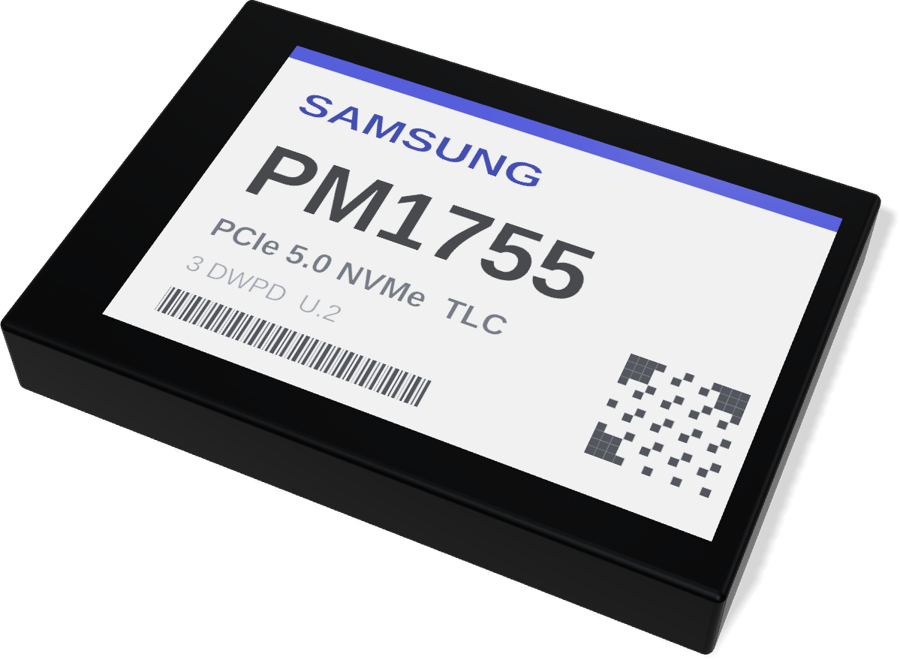 SAMSUNG
PM1755
PCIe 5.0 NVMe TLC
3 DWPD U.2